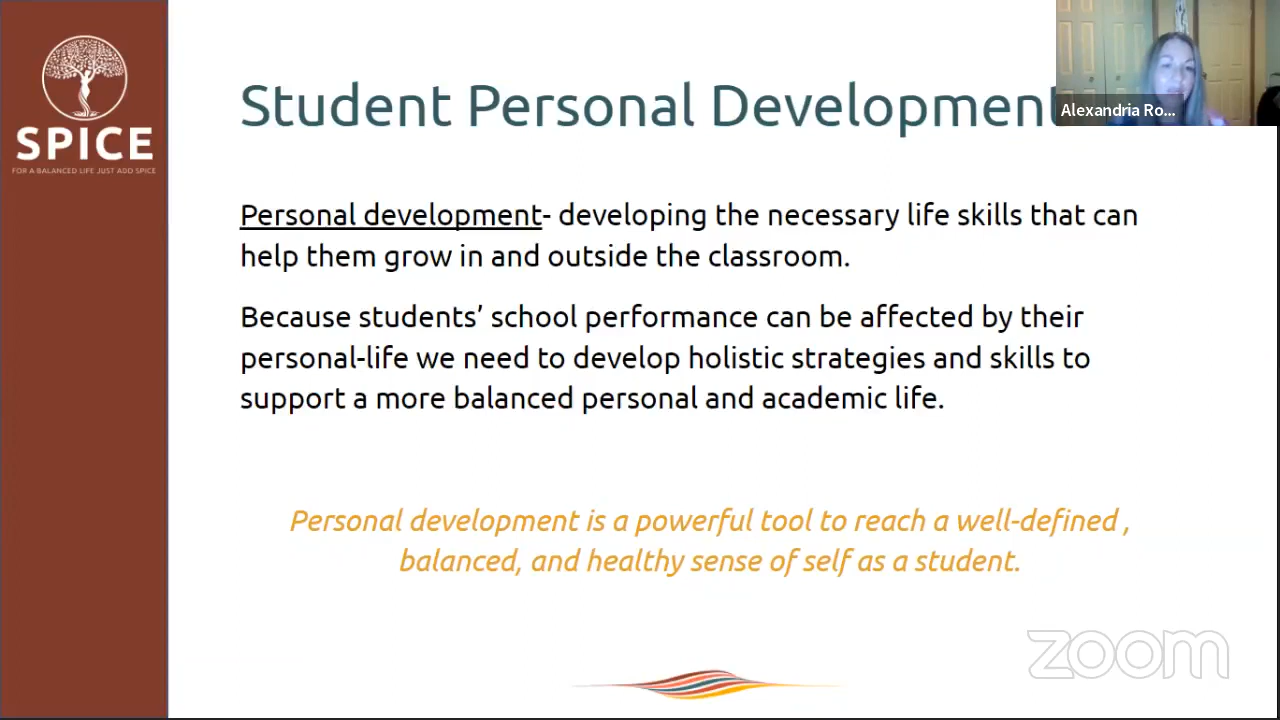 SPICE
FOR A BALANCED LIFE JUST ADD SPICE
Student Personal Development
Alexandria Ro...
Personal development- developing the necessary life skills that can
help them grow in and outside the classroom.
Because students’ school performance can be affected by their
personal-life we need to develop holistic strategies and skills to
support a more balanced personal and academic life.
Personal development is a powerful tool to reach a well-defined ,
balanced, and healthy sense of self as a student.
zoom